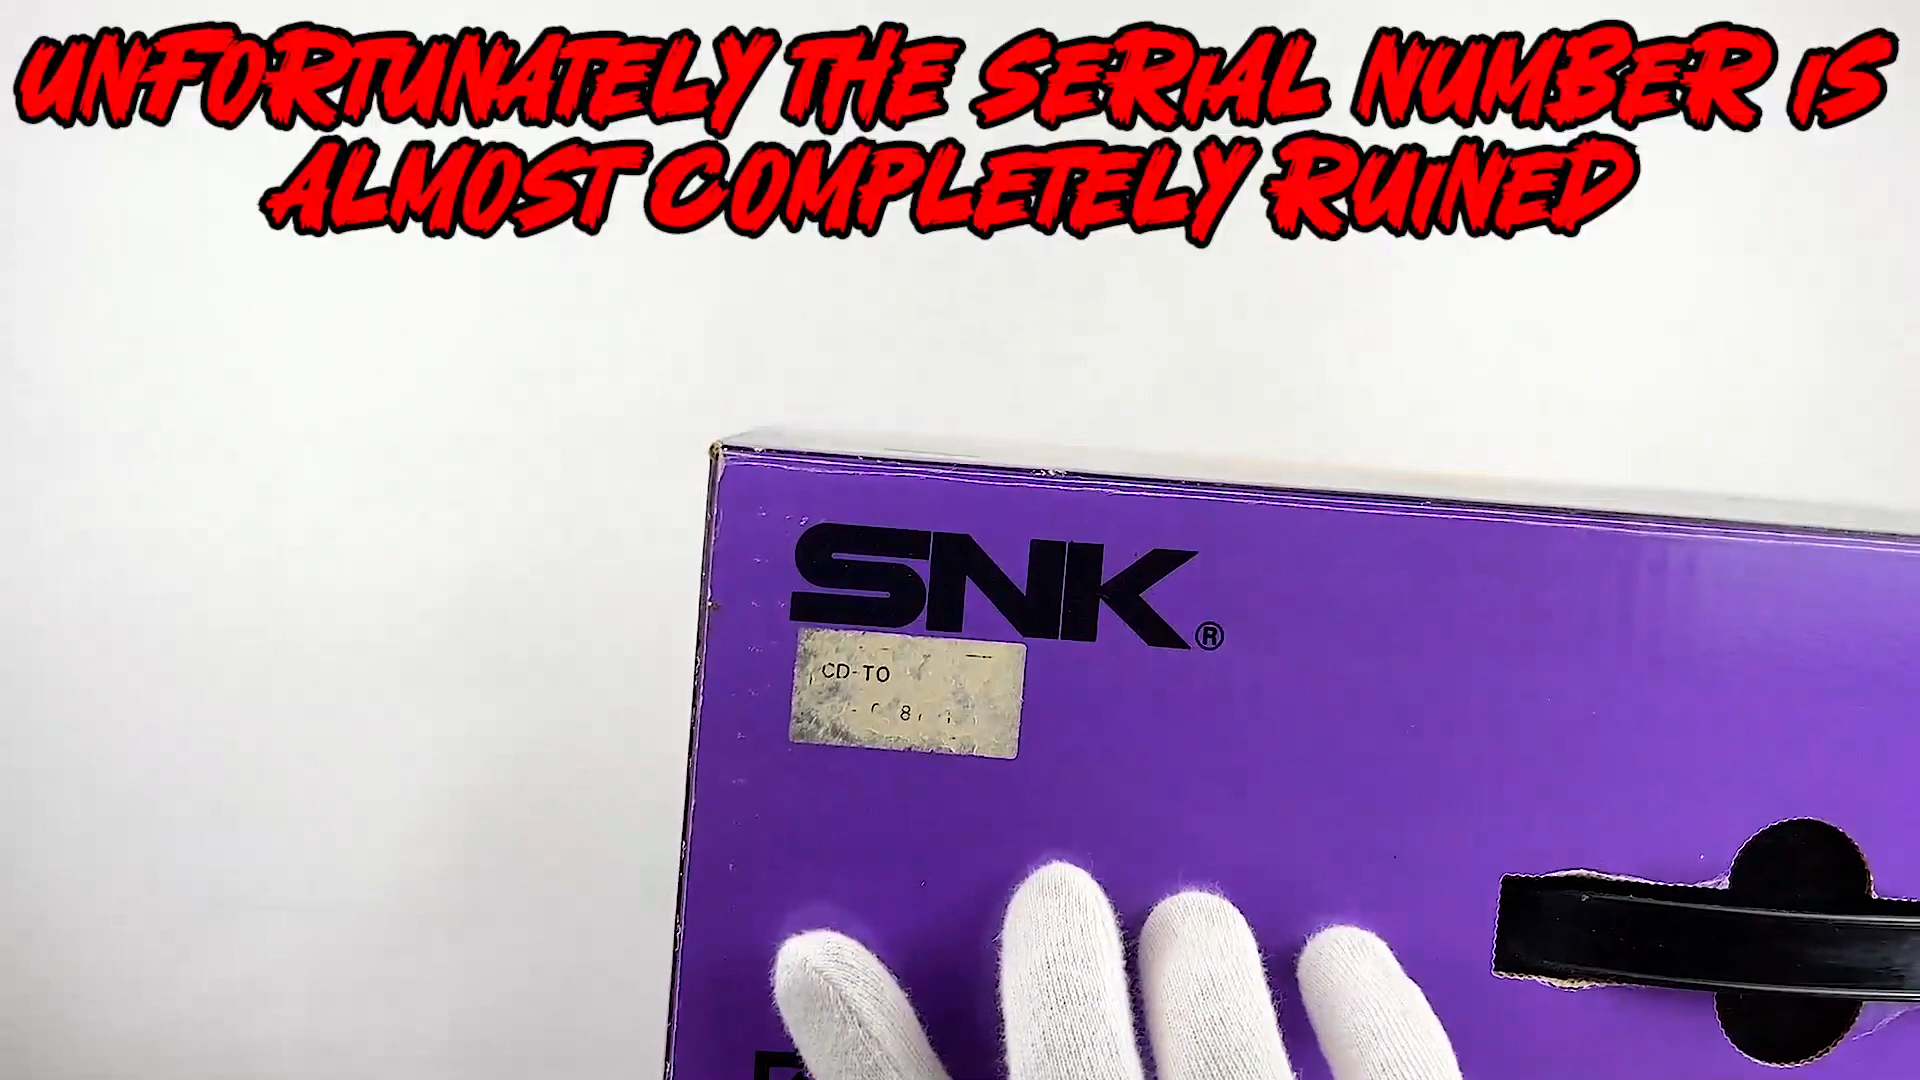 UNFORTUNATELY THE SERIAL NUMBER IS
ALMOST COMPLETELY RUINED
SNK®
CD-TO